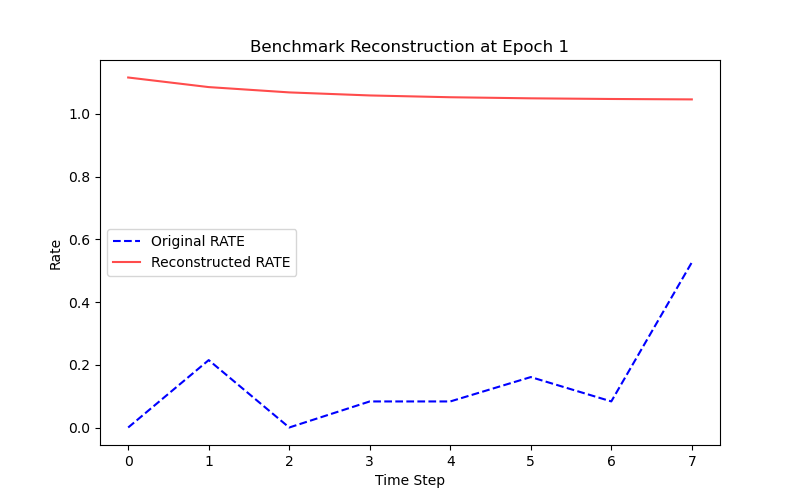 Benchmark Reconstruction at Epoch 1
Rate
1.0
0.8
0.6
0.4
0.2
0.0
Original RATE
Reconstructed RATE
0 1 2 3 4 5 6 7
Time Step